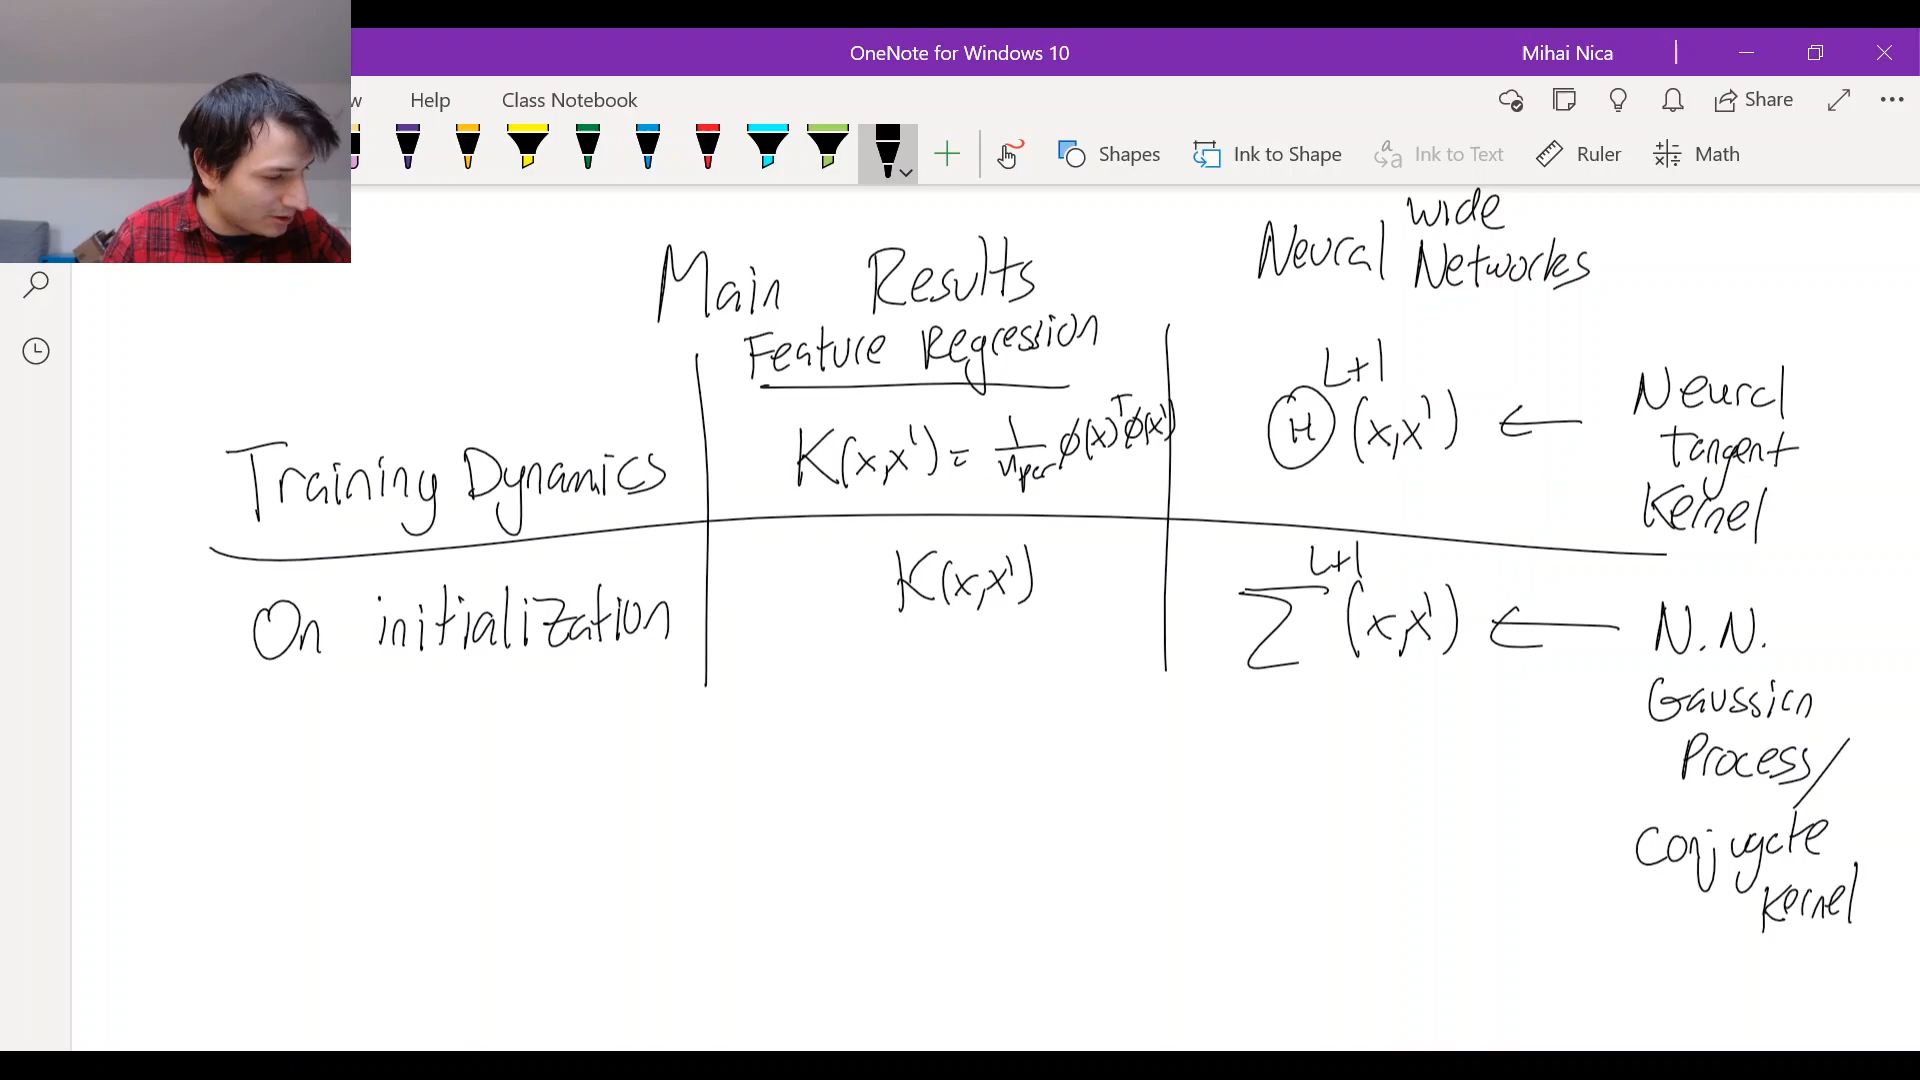 OneNote for Windows 10
Mihai Nica
w Help Class Notebook
Share
Shapes Ink to Shape Ink to Text Ruler Math
Main Results
Neural wide Networks
Feature Regression
Training Dynamics
K(x,x') = 1/nper φ(x)ᵀφ(x')
Θ^L+1 (x,x') ←
Neural
tangent
Kernel
On initialization
K(x,x')
Σ^L+1 (x,x') ←
N.N.
Gaussian
Process/
Conjugate
Kernel